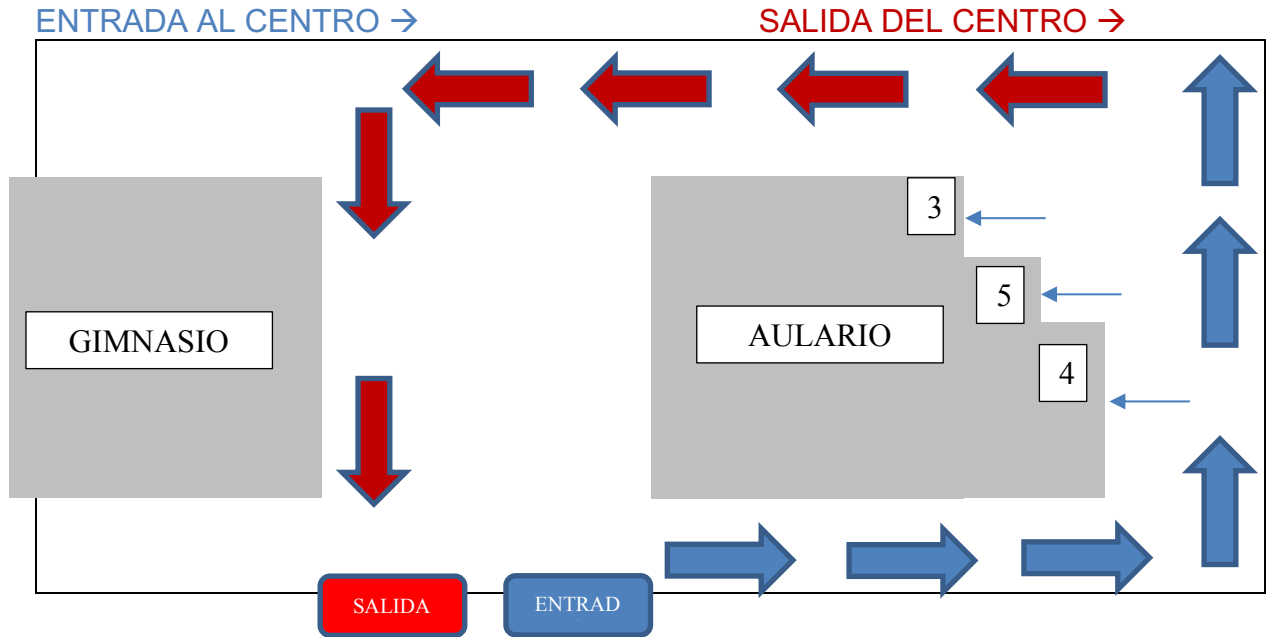 ENTRADA AL CENTRO → SALIDA DEL CENTRO →
3
5
GIMNASIO
AULARIO
4
SALIDA
ENTRAD